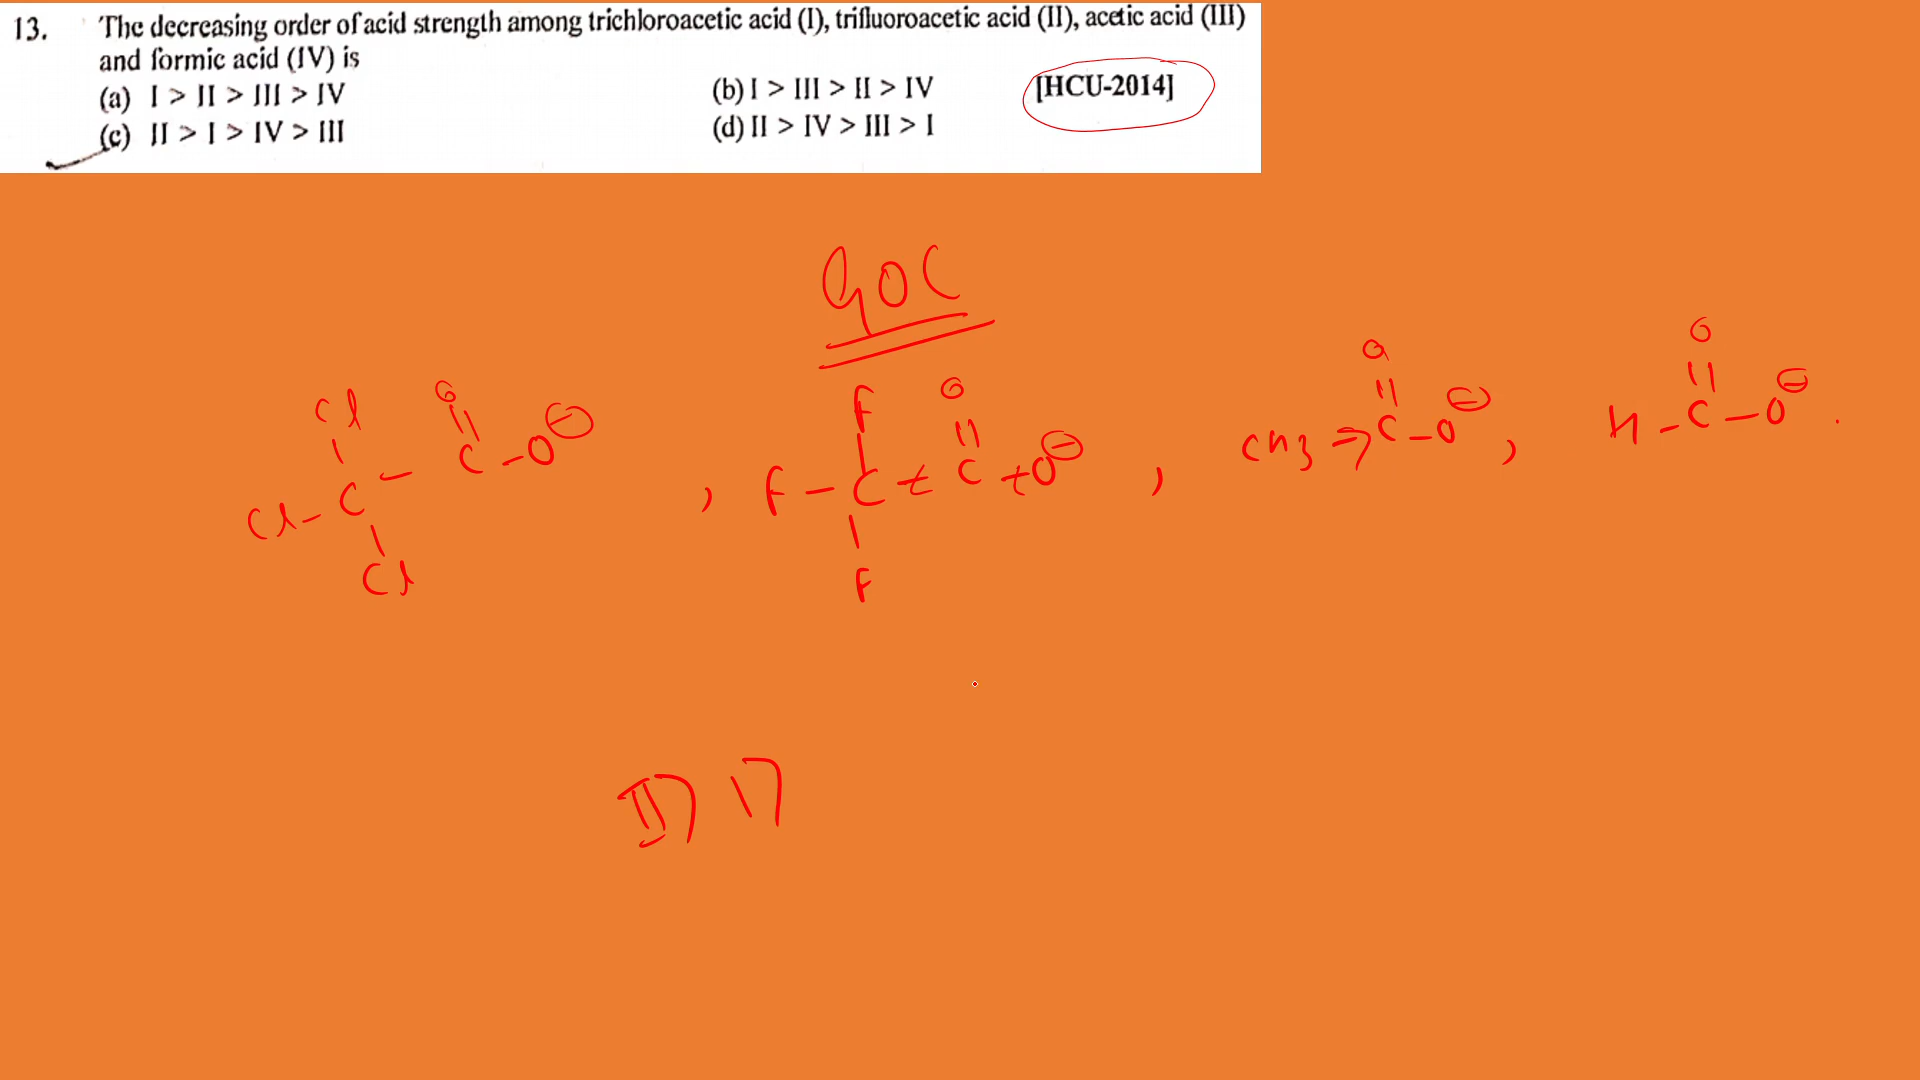 13. The decreasing order of acid strength among trichloroacetic acid (I), trifluoroacetic acid (II), acetic acid (III)
and formic acid (IV) is
(a) I > II > III > IV (b) I > III > II > IV [HCU-2014]
(c) II > I > IV > III (d) II > IV > III > I
GOC
Cl O F O O O
Cl - C - C - O⊖ , F - C - C - O⊖ , CH3 → C - O⊖ , H - C - O⊖ .
Cl F
II > I >